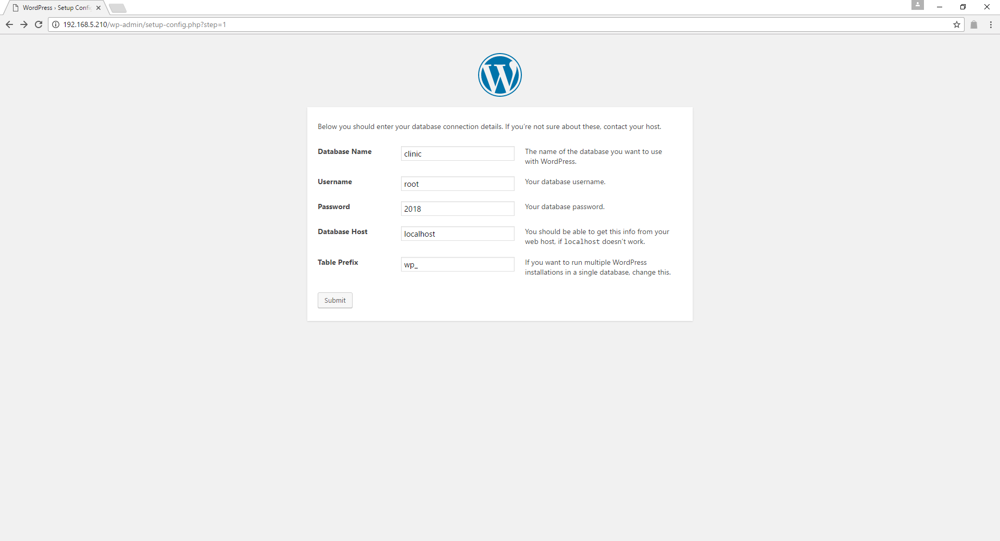 WordPress › Setup Confi
192.168.5.210/wp-admin/setup-config.php?step=1
Below you should enter your database connection details. If you’re not sure about these, contact your host.
Database Name
clinic
The name of the database you want to use
with WordPress.
Username
root
Your database username.
Password
2018
Your database password.
Database Host
localhost
You should be able to get this info from your
web host, if localhost doesn’t work.
Table Prefix
wp_
If you want to run multiple WordPress
installations in a single database, change this.
Submit